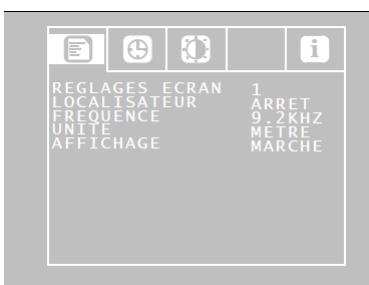 i
REGLAGES ECRAN 1
LOCALISATEUR ARRET
FREQUENCE 9.2KHZ
UNITE METRE
AFFICHAGE MARCHE